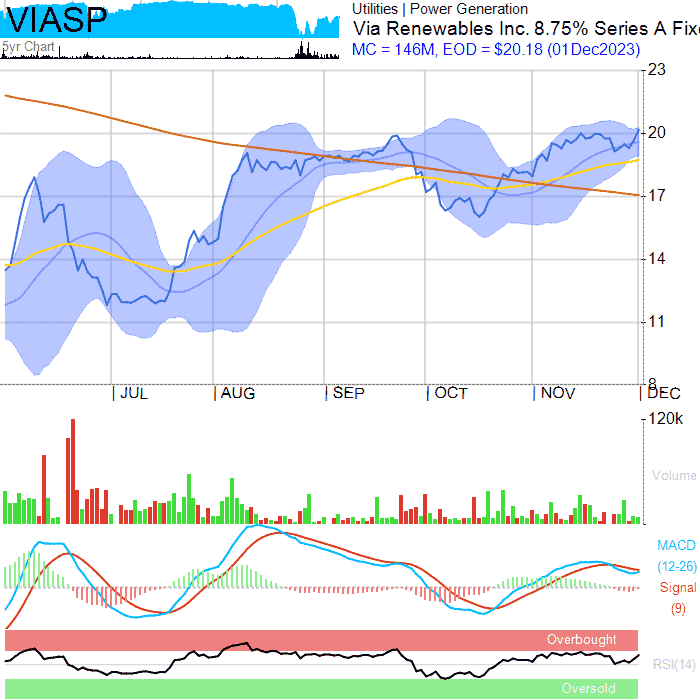 VIASP
5yr Chart
Utilities | Power Generation
Via Renewables Inc. 8.75% Series A Fixe
MC = 146M, EOD = $20.18 (01Dec2023)
23
20
17
14
11
8
JUL AUG SEP OCT NOV DEC
120k
Volume
MACD
(12-26)
Signal
(9)
Overbought
RSI(14)
Oversold